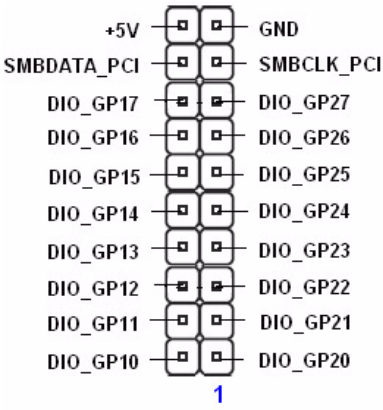 +5V GND
SMBDATA_PCI SMBCLK_PCI
DIO_GP17 DIO_GP27
DIO_GP16 DIO_GP26
DIO_GP15 DIO_GP25
DIO_GP14 DIO_GP24
DIO_GP13 DIO_GP23
DIO_GP12 DIO_GP22
DIO_GP11 DIO_GP21
DIO_GP10 DIO_GP20
1